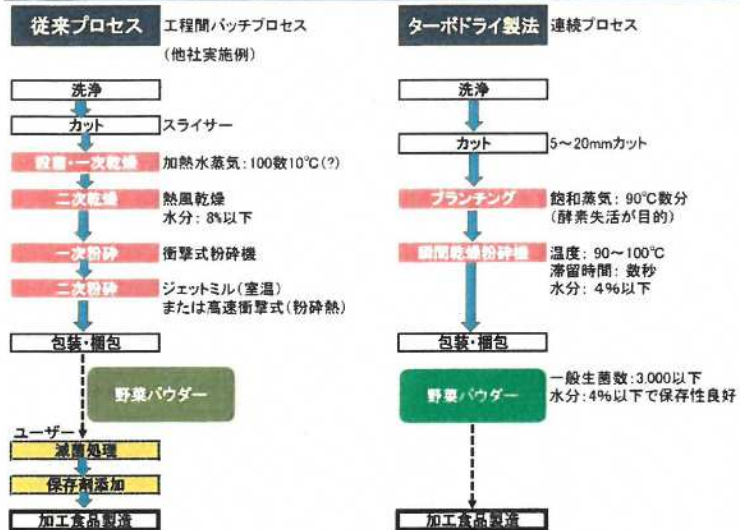 従来プロセス
工程間バッチプロセス
(他社実施例)
洗浄
カット
スライサー
殺菌・一次乾燥
加熱水蒸気:100数10℃(?)
二次乾燥
熱風乾燥
水分: 8%以下
一次粉砕
衝撃式粉砕機
二次粉砕
ジェットミル(室温)
または高速衝撃式(粉砕熱)
包装・梱包
野菜パウダー
ユーザー
滅菌処理
保存剤添加
加工食品製造
ターボドライ製法
連続プロセス
洗浄
カット
5~20mmカット
ブランチング
飽和蒸気: 90℃数分
(酵素失活が目的)
瞬間乾燥粉砕機
温度: 90~100℃
滞留時間: 数秒
水分: 4%以下
包装・梱包
野菜パウダー
一般生菌数:3,000以下
水分:4%以下で保存性良好
加工食品製造